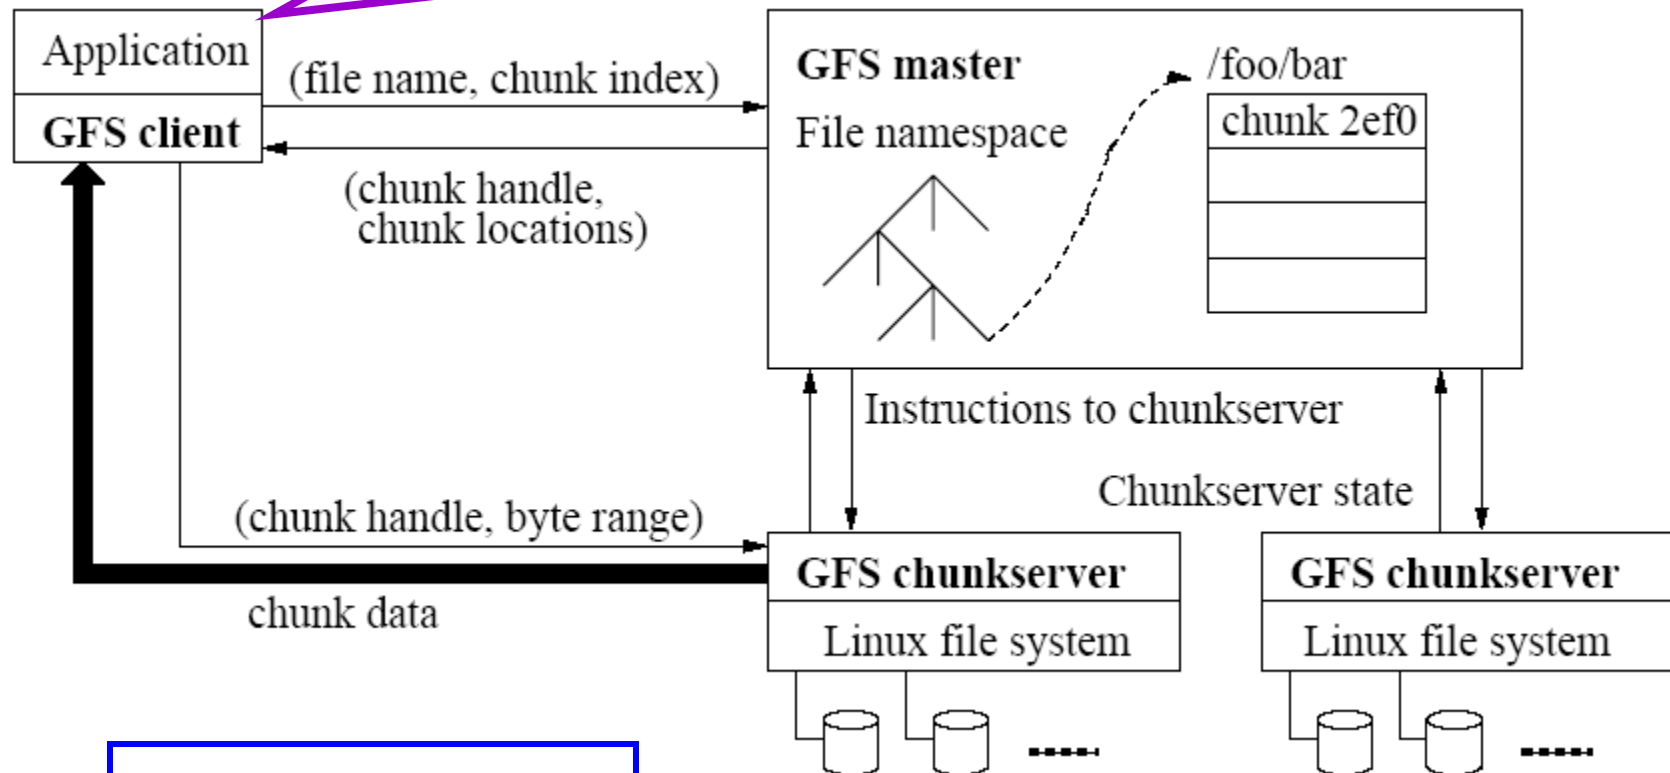 Application
GFS client
(file name, chunk index)
(chunk handle,
chunk locations)
GFS master
File namespace
/foo/bar
chunk 2ef0
Instructions to chunkserver
Chunkserver state
(chunk handle, byte range)
chunk data
GFS chunkserver
Linux file system
GFS chunkserver
Linux file system